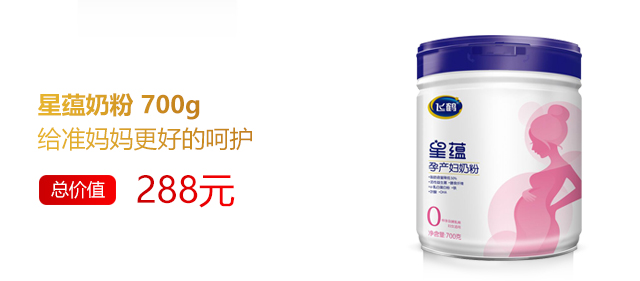 星蕴奶粉 700g
给准妈妈更好的呵护
总价值 288元
飞鹤
星蕴
孕产妇奶粉
0
净含量:700克